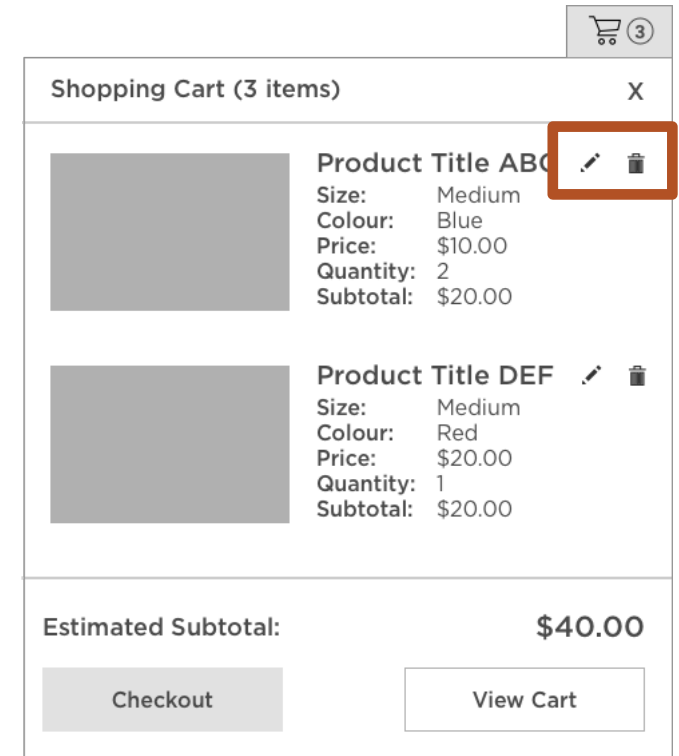 3
Shopping Cart (3 items) X
Product Title ABC
Size: Medium
Colour: Blue
Price: $10.00
Quantity: 2
Subtotal: $20.00
Product Title DEF
Size: Medium
Colour: Red
Price: $20.00
Quantity: 1
Subtotal: $20.00
Estimated Subtotal: $40.00
Checkout View Cart